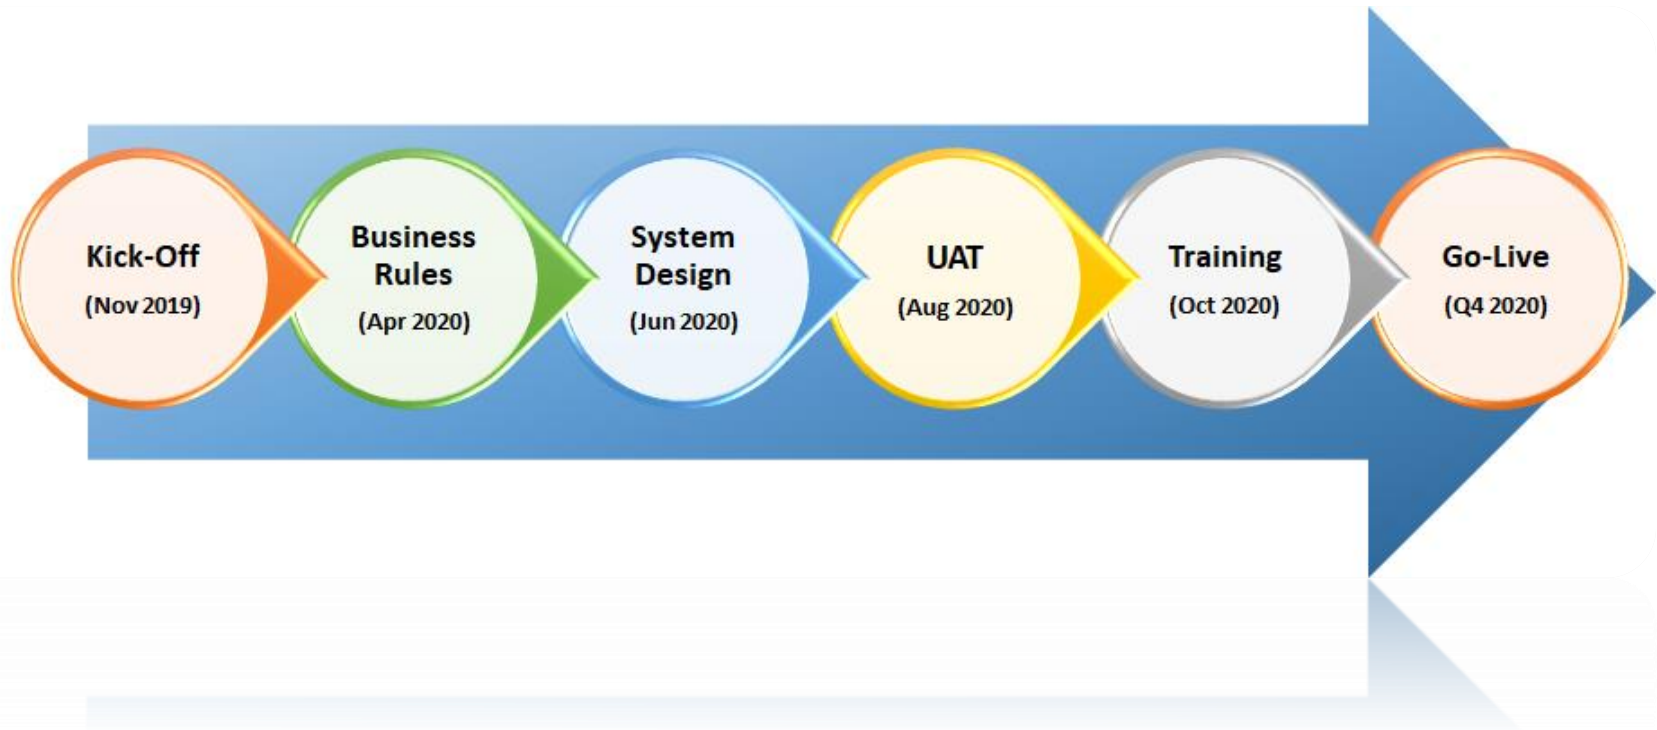 Kick-Off
(Nov 2019)
Business
Rules
(Apr 2020)
System
Design
(Jun 2020)
UAT
(Aug 2020)
Training
(Oct 2020)
Go-Live
(Q4 2020)